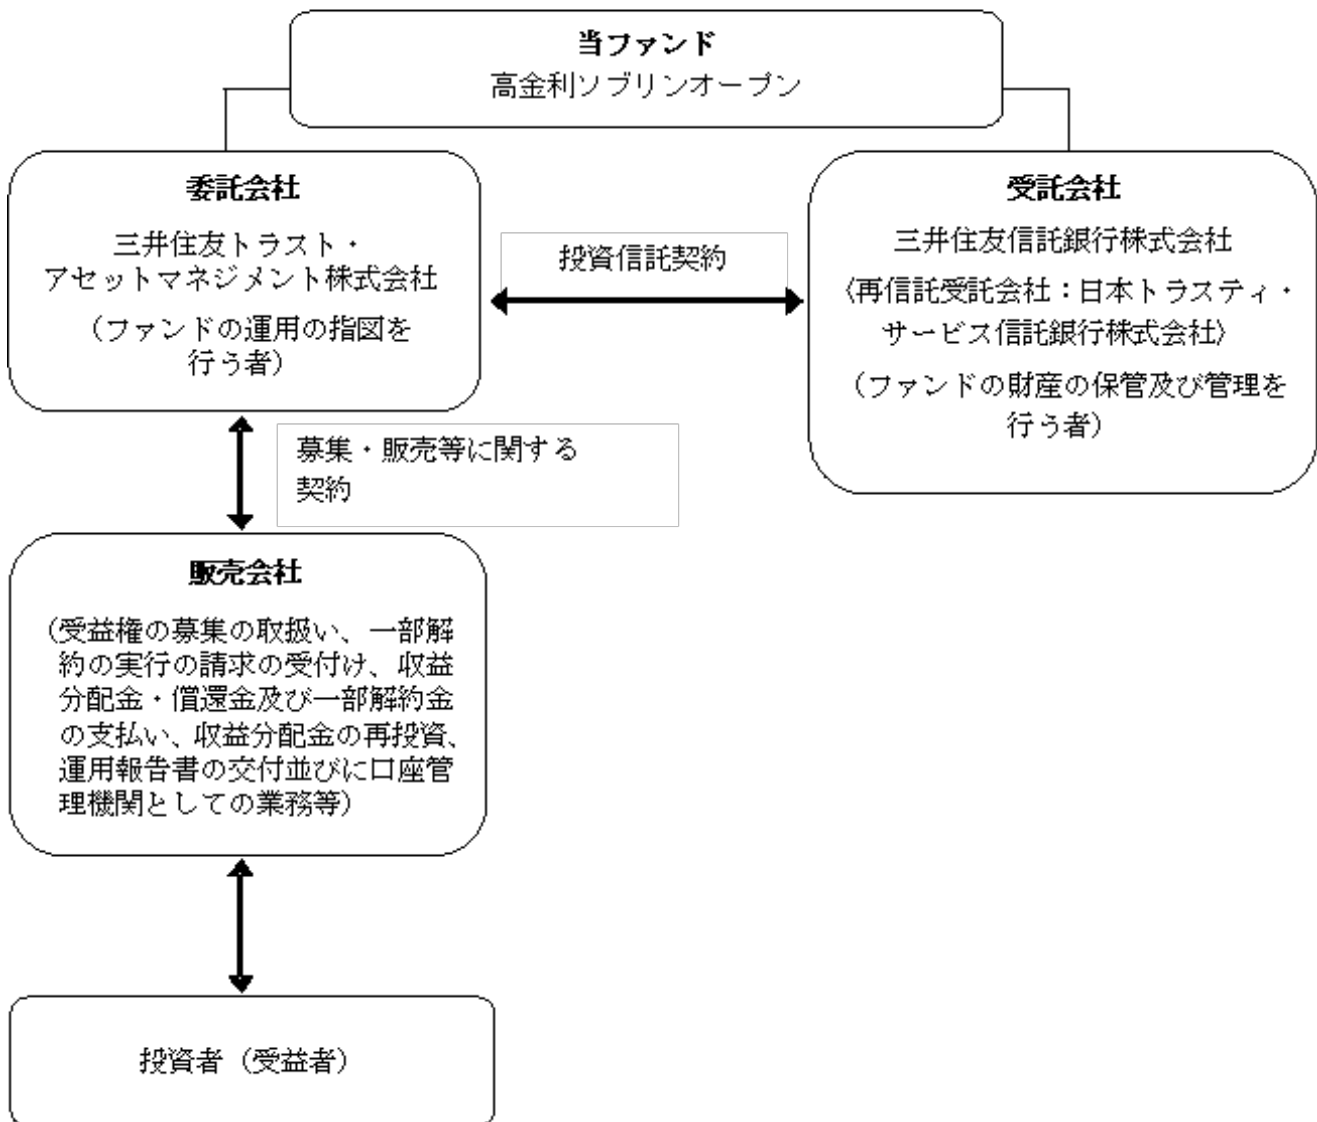 当ファンド
高金利ソブリンオープン
委託会社
三井住友トラスト・
アセットマネジメント株式会社
（ファンドの運用の指図を
行う者）
投資信託契約
受託会社
三井住友信託銀行株式会社
〈再信託受託会社：日本トラスティ・
サービス信託銀行株式会社〉
（ファンドの財産の保管及び管理を
行う者）
募集・販売等に関する
契約
販売会社
（受益権の募集の取扱い、一部解
約の実行の請求の受付け、収益
分配金・償還金及び一部解約金
の支払い、収益分配金の再投資、
運用報告書の交付並びに口座管
理機関としての業務等）
投資者（受益者）